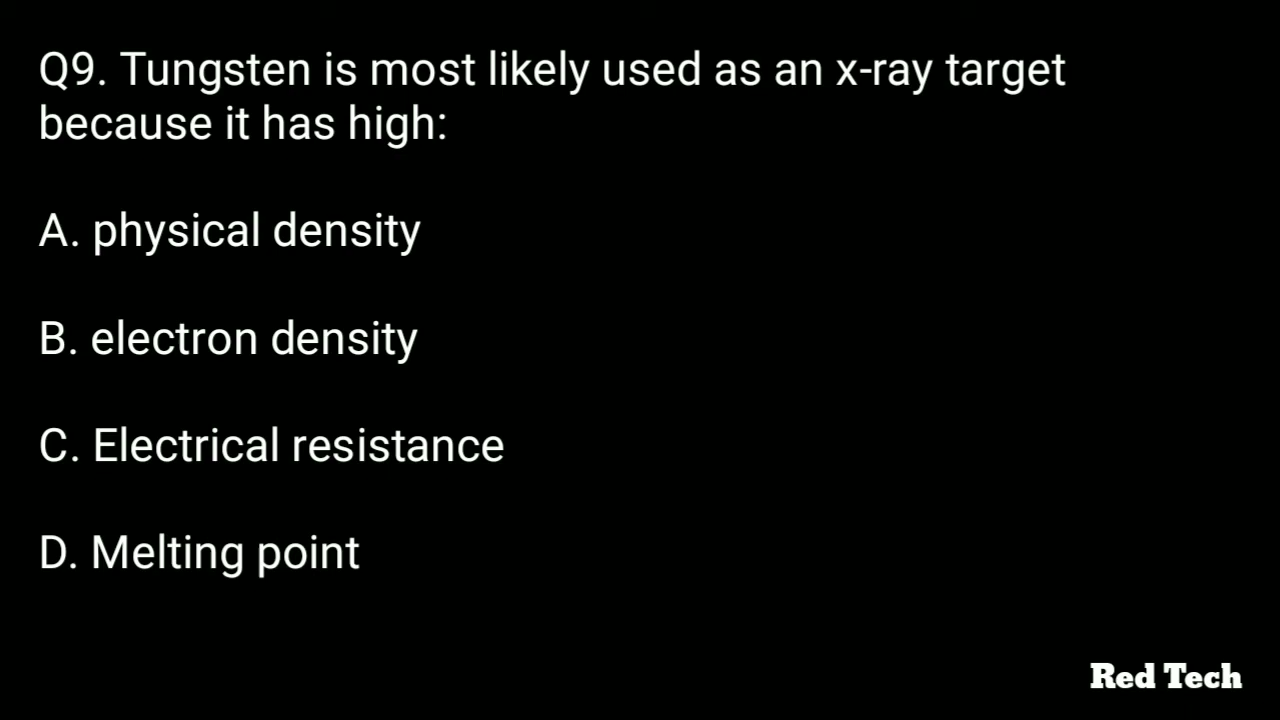 Q9. Tungsten is most likely used as an x-ray target
because it has high:
A. physical density
B. electron density
C. Electrical resistance
D. Melting point
Red Tech